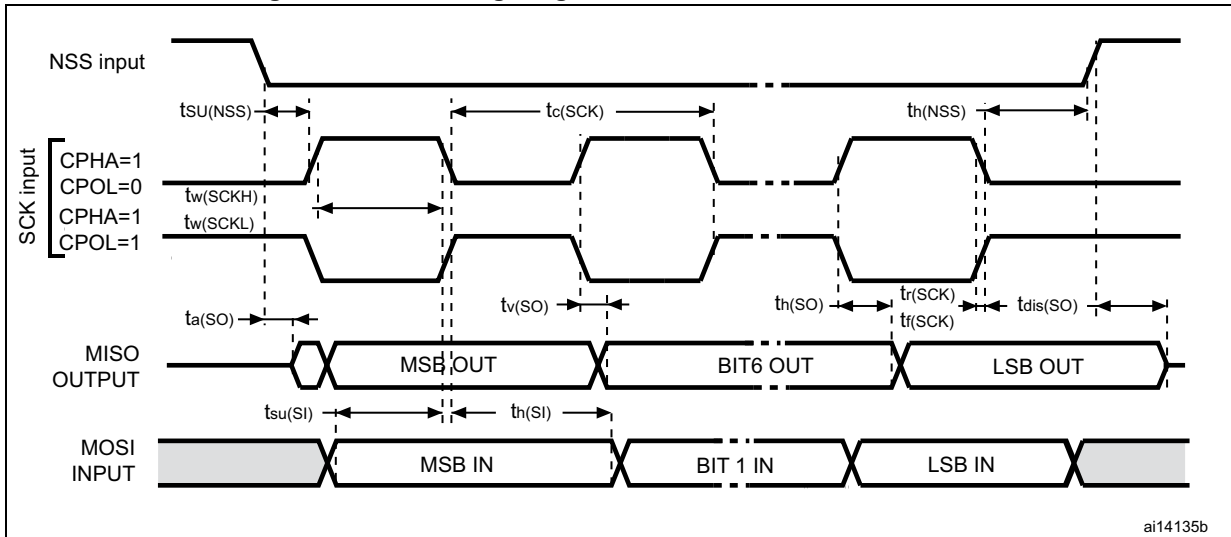 NSS input
tSU(NSS)
tc(SCK)
th(NSS)
SCK input
CPHA=1
CPOL=0
tw(SCKH)
CPHA=1
tw(SCKL)
CPOL=1
ta(SO)
tv(SO)
th(SO)
tr(SCK)
tf(SCK)
tdis(SO)
MISO
OUTPUT
MSB OUT
BIT6 OUT
LSB OUT
tsu(SI)
th(SI)
MOSI
INPUT
MSB IN
BIT 1 IN
LSB IN
ai14135b